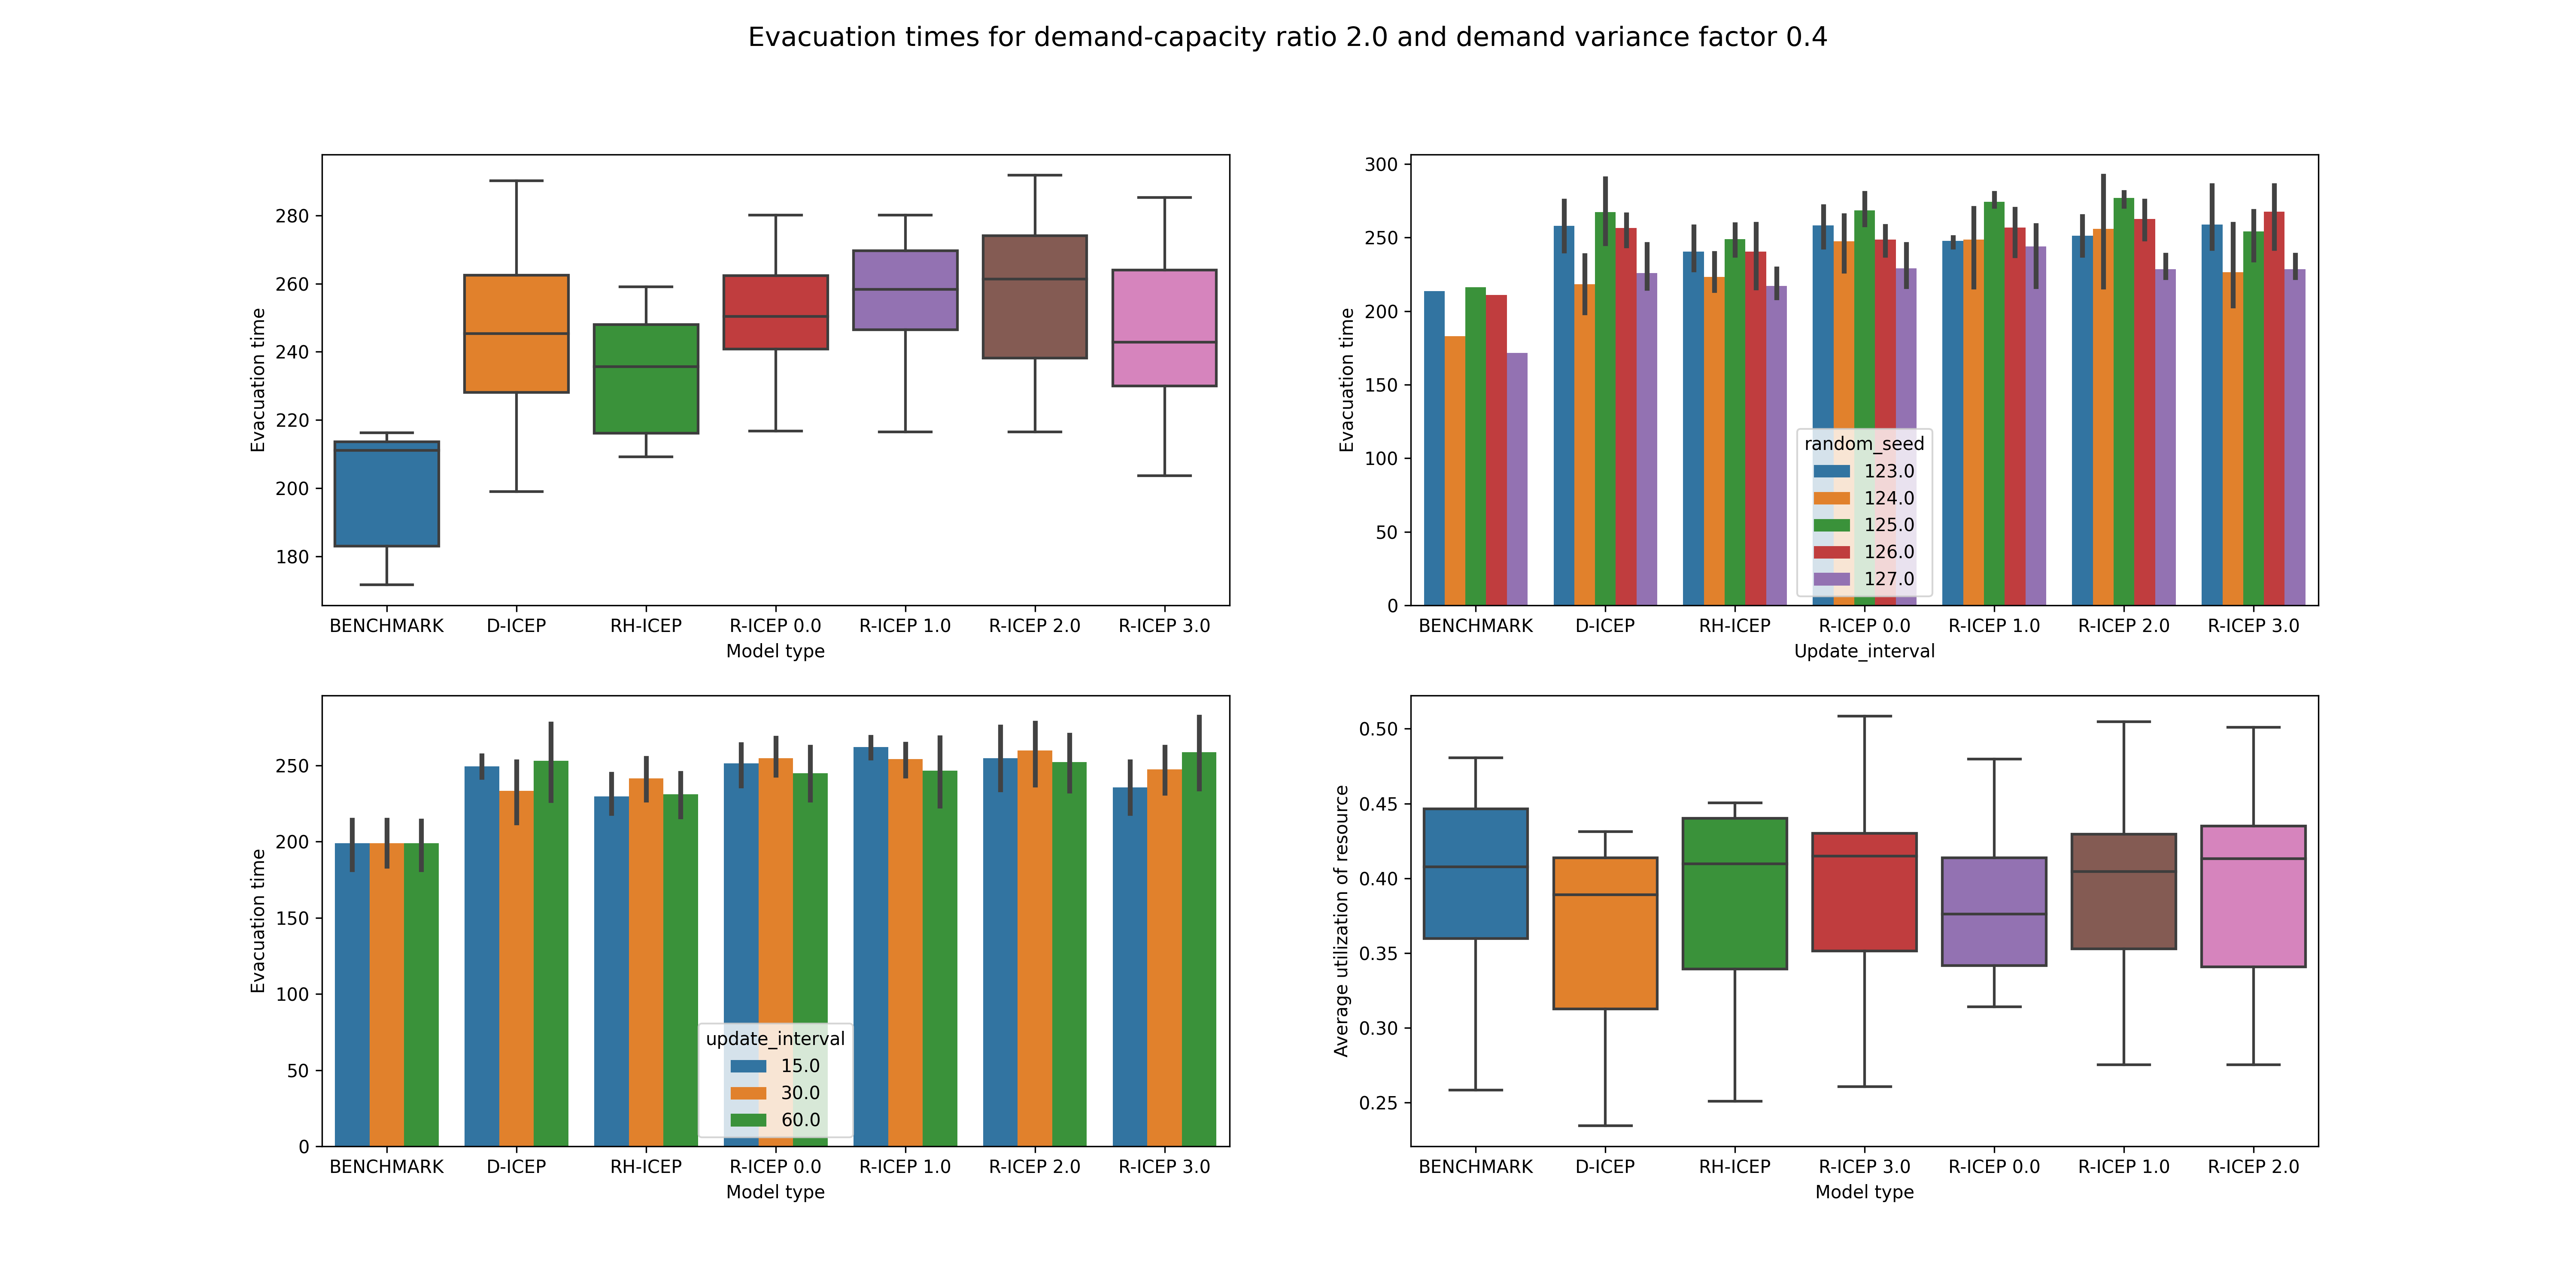 Evacuation times for demand-capacity ratio 2.0 and demand variance factor 0.4
Evacuation time
280
260
240
220
200
180
BENCHMARK D-ICEP RH-ICEP R-ICEP 0.0 R-ICEP 1.0 R-ICEP 2.0 R-ICEP 3.0
Model type
Evacuation time
300
250
200
150
100
50
0
random_seed
123.0
124.0
125.0
126.0
127.0
BENCHMARK D-ICEP RH-ICEP R-ICEP 0.0 R-ICEP 1.0 R-ICEP 2.0 R-ICEP 3.0
Update_interval
Evacuation time
250
200
150
100
50
0
update_interval
15.0
30.0
60.0
BENCHMARK D-ICEP RH-ICEP R-ICEP 0.0 R-ICEP 1.0 R-ICEP 2.0 R-ICEP 3.0
Model type
Average utilization of resource
0.50
0.45
0.40
0.35
0.30
0.25
BENCHMARK D-ICEP RH-ICEP R-ICEP 3.0 R-ICEP 0.0 R-ICEP 1.0 R-ICEP 2.0
Model type